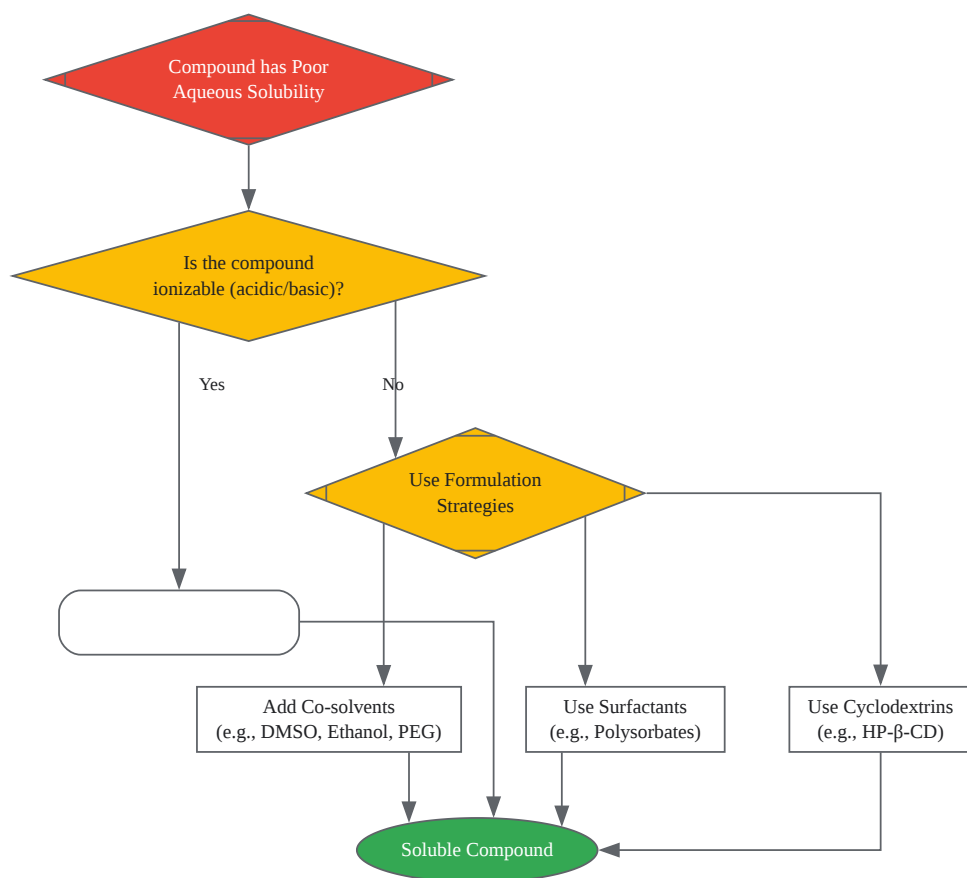 Compound has Poor
Aqueous Solubility
Is the compound
ionizable (acidic/basic)?
Yes
No
Use Formulation
Strategies
Add Co-solvents
(e.g., DMSO, Ethanol, PEG)
Use Surfactants
(e.g., Polysorbates)
Use Cyclodextrins
(e.g., HP-β-CD)
Soluble Compound